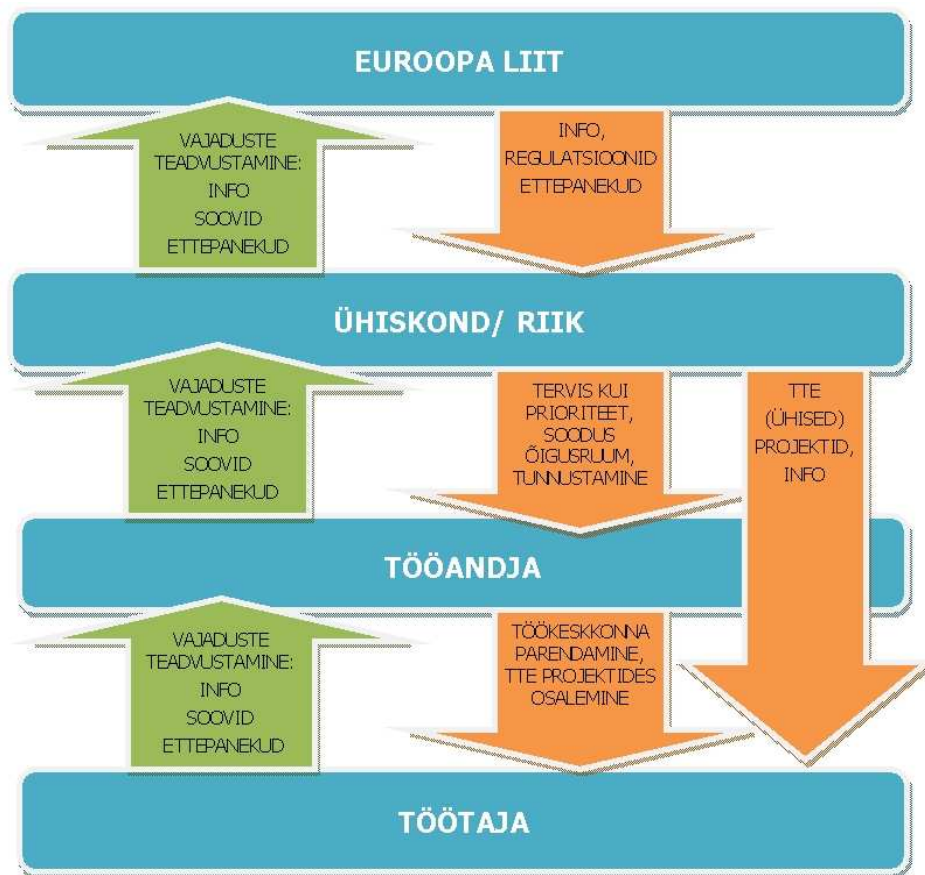 EUROOPA LIIT
VAJADUSTE
TEADVUSTAMINE:
INFO
SOOVID
ETTEPANEKUD
INFO,
REGULATSIOONID
ETTEPANEKUD
ÜHISKOND/ RIIK
VAJADUSTE
TEADVUSTAMINE:
INFO
SOOVID
ETTEPANEKUD
TERVIS KUI
PRIORITEET,
SOODUS
ÕIGUSRUUM,
TUNNUSTAMINE
TTE
(ÜHISED)
PROJEKTID,
INFO
TÖÖANDJA
VAJADUSTE
TEADVUSTAMINE:
INFO
SOOVID
ETTEPANEKUD
TÖÖKESKKONNA
PARENDAMINE,
TTE PROJEKTIDES
OSALEMINE
TÖÖTAJA